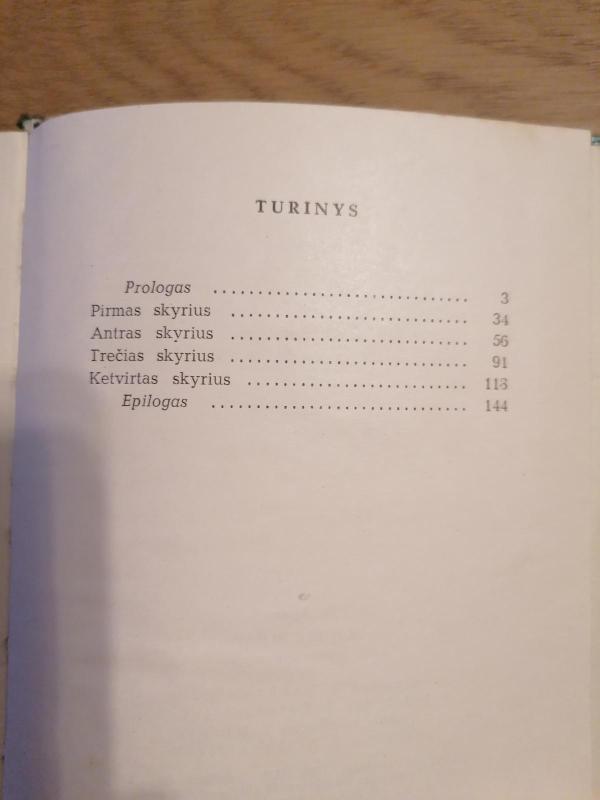 TURINYS
Prologas ........................... 3
Pirmas skyrius ......................... 34
Antras skyrius ......................... 56
Trečias skyrius ......................... 91
Ketvirtas skyrius ....................... 113
Epilogas ........................... 144